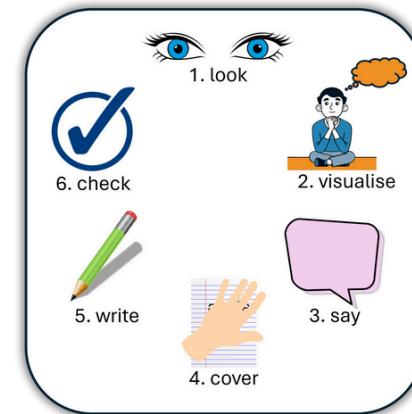 1. look
2. visualise
3. say
4. cover
5. write
6. check